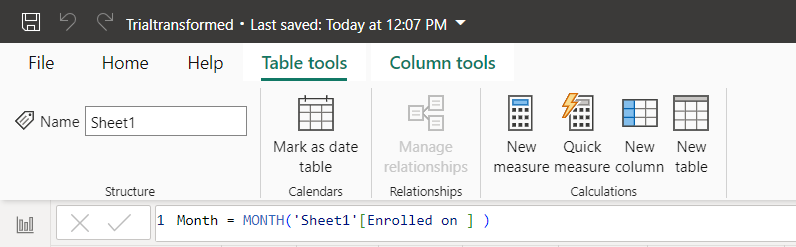 Trialtransformed • Last saved: Today at 12:07 PM
File Home Help Table tools Column tools
Name Sheet1
Mark as date table
Manage relationships
New measure
Quick measure
New column
New table
Structure Calendars Relationships Calculations
1 Month = MONTH('Sheet1'[Enrolled on ] )